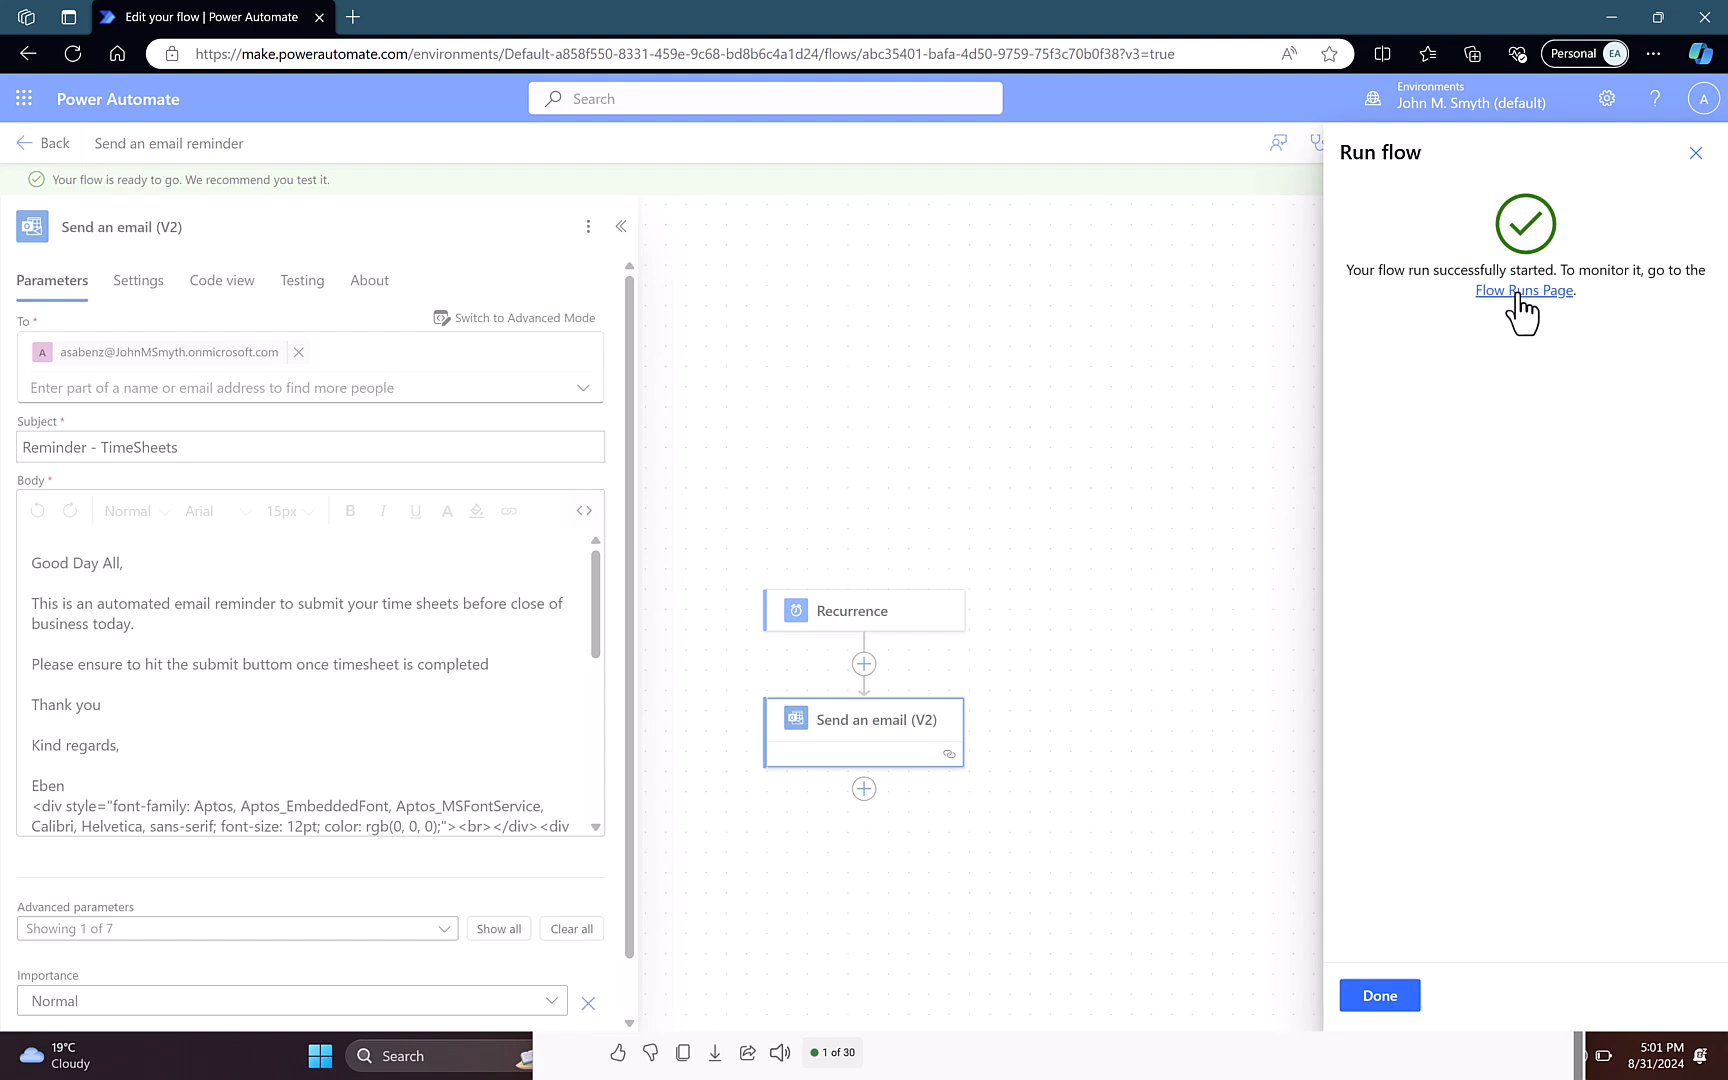 Edit your flow | Power Automate
https://make.powerautomate.com/environments/Default-a858f550-8331-459e-9c68-bd8b6c4a1d24/flows/abc35401-bafa-4d50-9759-75f3c70b0f38?v3=true
Personal EA
Power Automate
Search
Environments
John M. Smyth (default)
A
Back
Send an email reminder
Your flow is ready to go. We recommend you test it.
Send an email (V2)
Parameters
Settings
Code view
Testing
About
To *
Switch to Advanced Mode
A asabenz@JohnMSmyth.onmicrosoft.com
Enter part of a name or email address to find more people
Subject *
Reminder - TimeSheets
Body *
Normal
Arial
15px
B I U A
Good Day All,
This is an automated email reminder to submit your time sheets before close of
business today.
Please ensure to hit the submit buttom once timesheet is completed
Thank you
Kind regards,
Eben
<div style="font-family: Aptos, Aptos_EmbeddedFont, Aptos_MSFontService,
Calibri, Helvetica, sans-serif; font-size: 12pt; color: rgb(0, 0, 0);"><br></div><div
Advanced parameters
Showing 1 of 7
Show all
Clear all
Importance
Normal
Recurrence
Send an email (V2)
Run flow
Your flow run successfully started. To monitor it, go to the
Flow Runs Page.
Done
19°C
Cloudy
Search
1 of 30
5:01 PM
8/31/2024